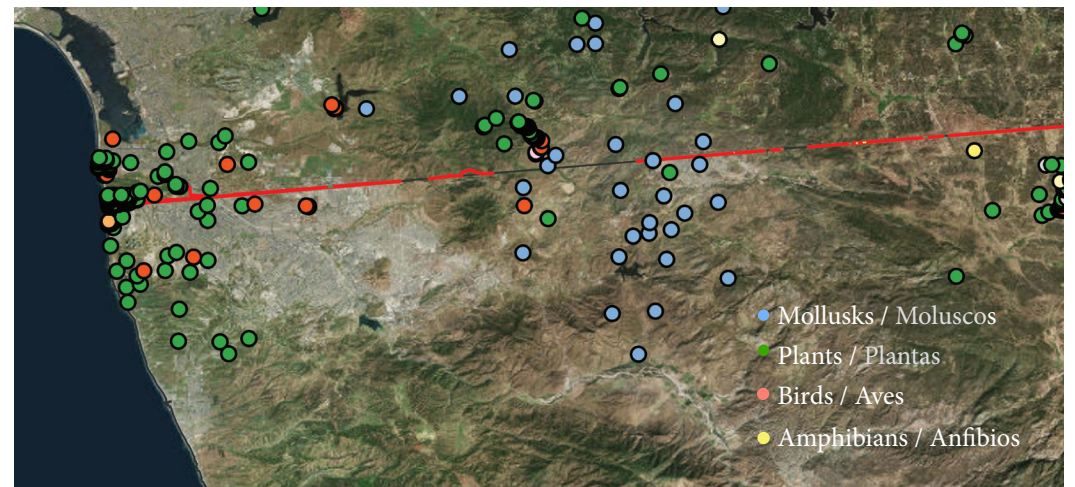 Mollusks / Moluscos
Plants / Plantas
Birds / Aves
Amphibians / Anfibios